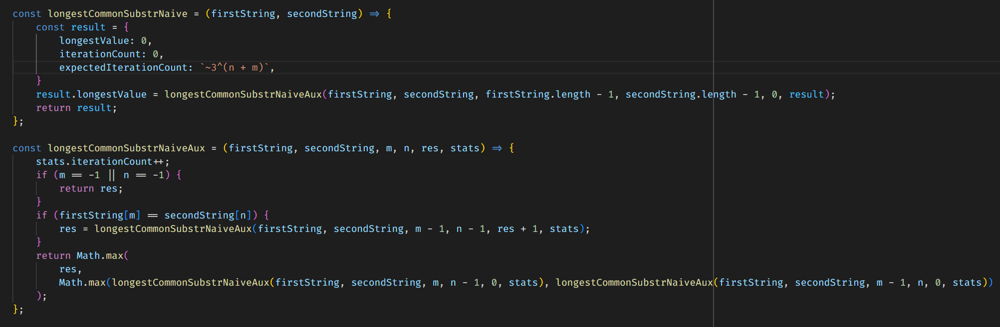 const longestCommonSubstrNaive = (firstString, secondString) => {
    const result = {
        longestValue: 0,
        iterationCount: 0,
        expectedIterationCount: `~3^(n + m)`,
    }
    result.longestValue = longestCommonSubstrNaiveAux(firstString, secondString, firstString.length - 1, secondString.length - 1, 0, result);
    return result;
};

const longestCommonSubstrNaiveAux = (firstString, secondString, m, n, res, stats) => {
    stats.iterationCount++;
    if (m == -1 || n == -1) {
        return res;
    }
    if (firstString[m] == secondString[n]) {
        res = longestCommonSubstrNaiveAux(firstString, secondString, m - 1, n - 1, res + 1, stats);
    }
    return Math.max(
        res,
        Math.max(longestCommonSubstrNaiveAux(firstString, secondString, m, n - 1, 0, stats), longestCommonSubstrNaiveAux(firstString, secondString, m - 1, n, 0, stats))
    );
};